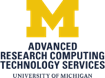 M
ADVANCED
RESEARCH COMPUTING
TECHNOLOGY SERVICES
UNIVERSITY OF MICHIGAN